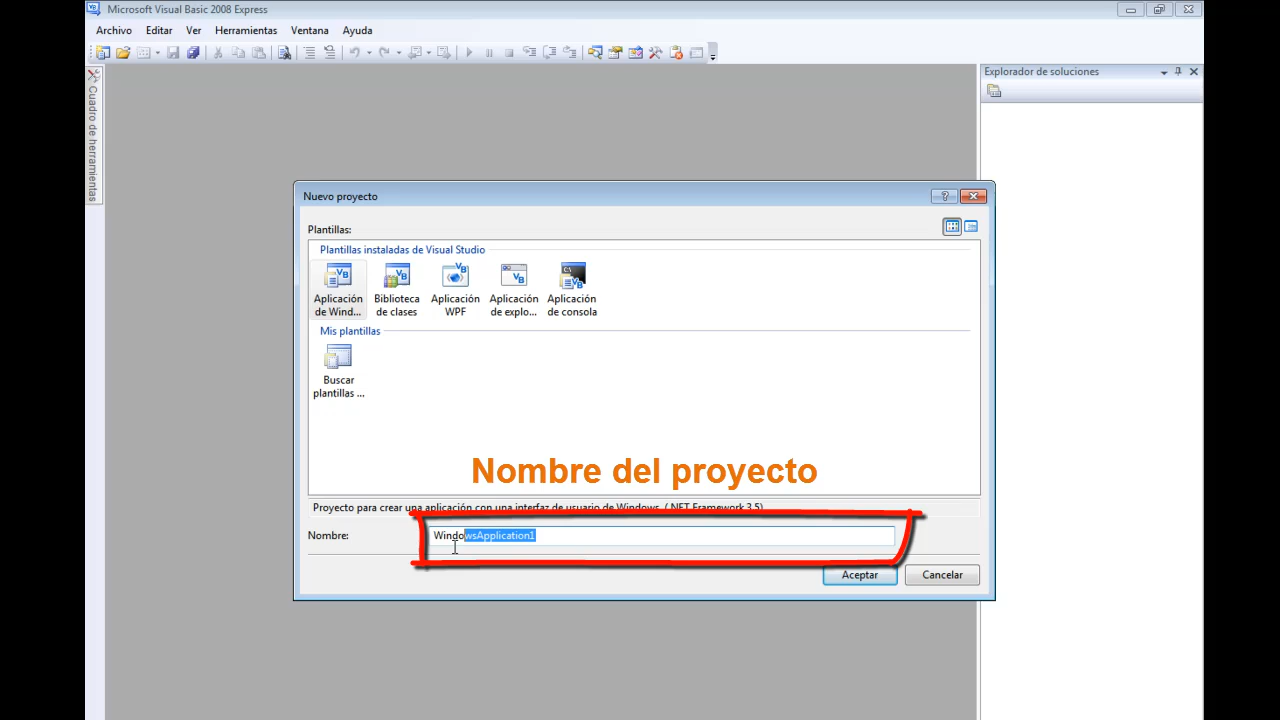 Microsoft Visual Basic 2008 Express
Archivo Editar Ver Herramientas Ventana Ayuda
Cuadro de herramientas
Explorador de soluciones
Nuevo proyecto
Plantillas:
Plantillas instaladas de Visual Studio
Aplicación de Wind...
Biblioteca de clases
Aplicación WPF
Aplicación de explo...
Aplicación de consola
Mis plantillas
Buscar plantillas ...
Nombre del proyecto
Proyecto para crear una aplicación con una interfaz de usuario de Windows (.NET Framework 3.5)
Nombre: WindowsApplication1
Aceptar Cancelar